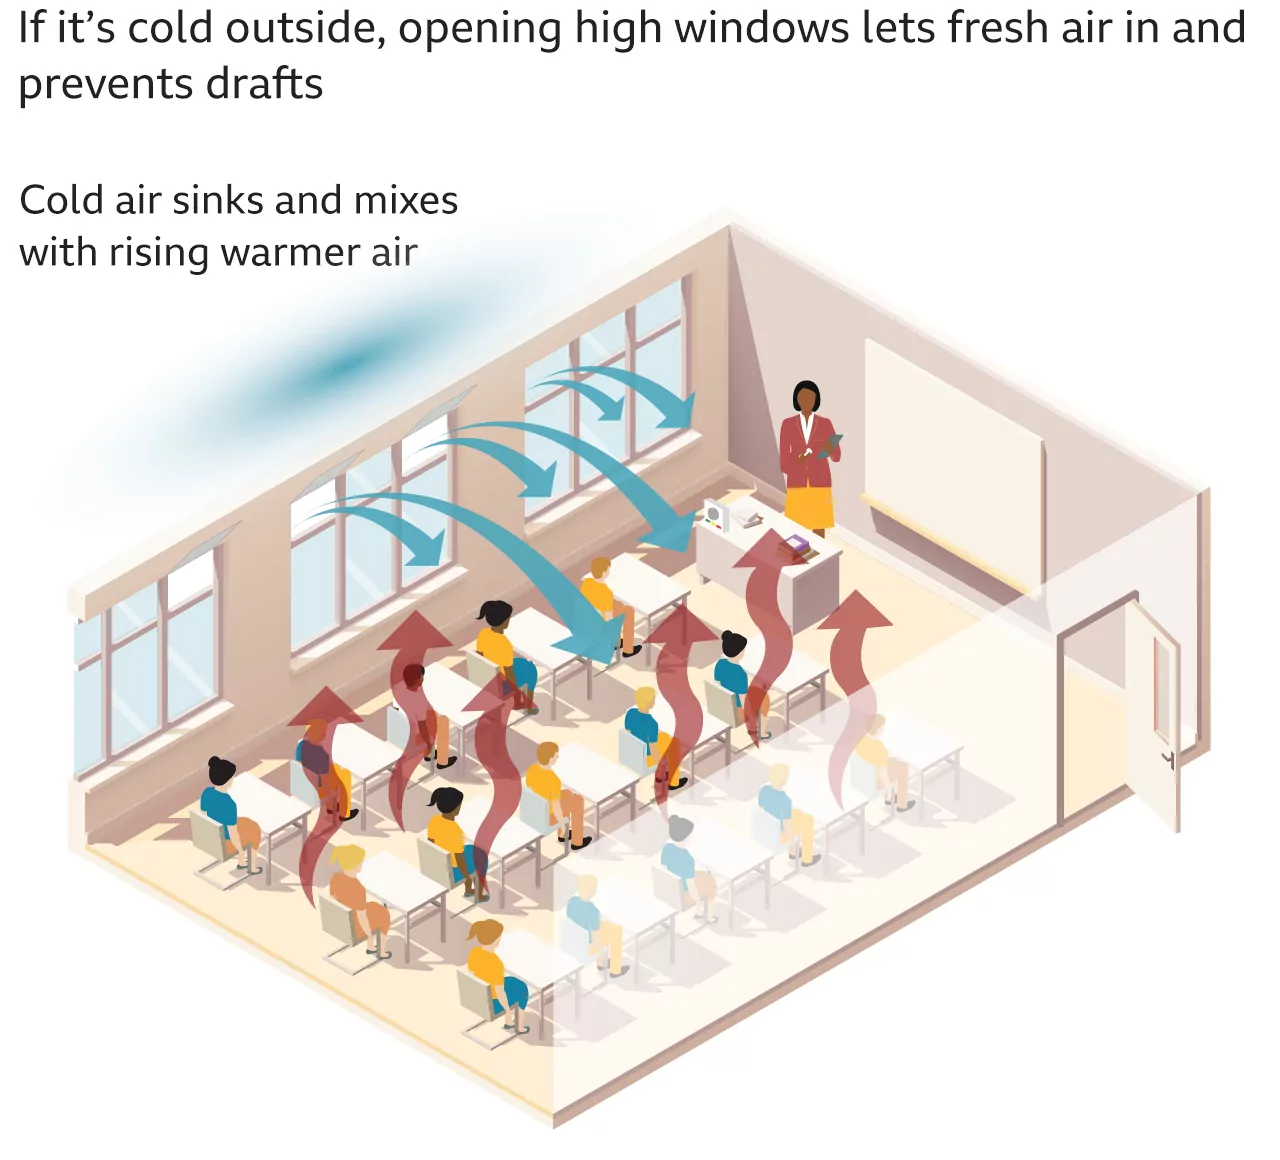 If it’s cold outside, opening high windows lets fresh air in and
prevents drafts
Cold air sinks and mixes
with rising warmer air